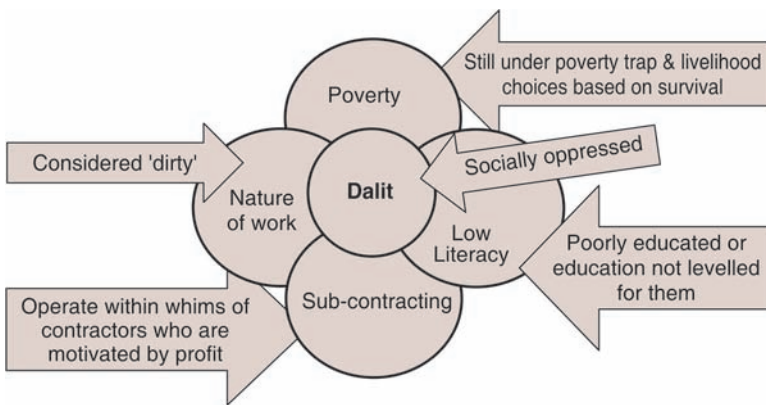 Still under poverty trap & livelihood
choices based on survival
Poverty
Socially oppressed
Considered 'dirty'
Dalit
Nature
of work
Low
Literacy
Poorly educated or
education not levelled
for them
Operate within whims of
contractors who are
motivated by profit
Sub-contracting